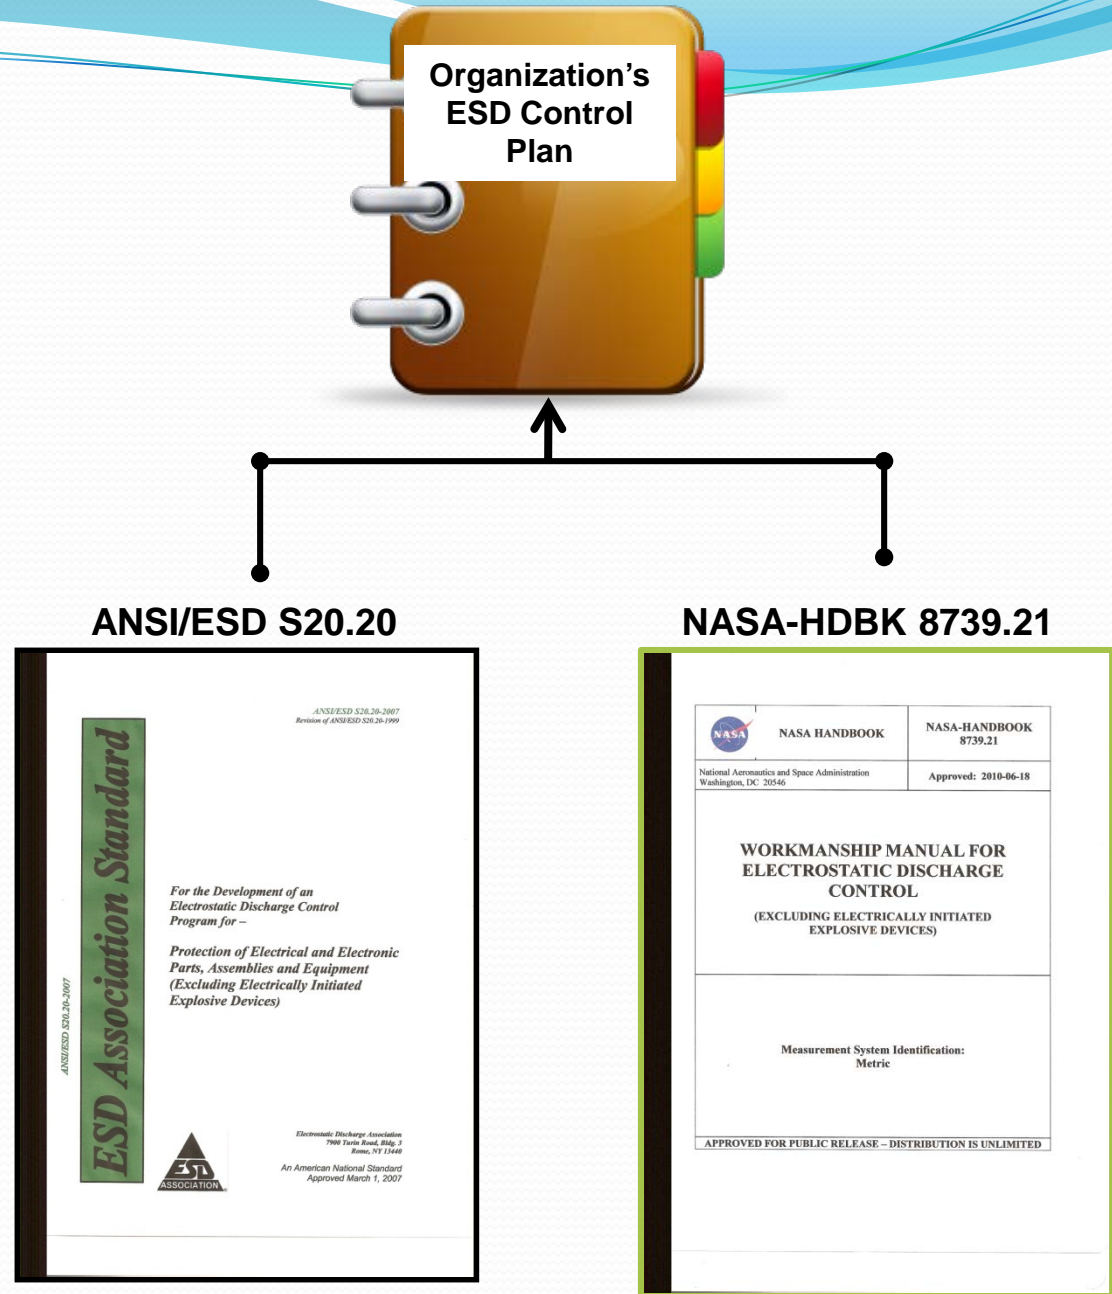 Organization’s
ESD Control
Plan
ANSI/ESD S20.20
NASA-HDBK 8739.21
ANSI/ESD S20.20-2007
Revision of ANSI/ESD S20.20-1999
ESD Association Standard
ANSI/ESD S20.20-2007
For the Development of an
Electrostatic Discharge Control
Program for –
Protection of Electrical and Electronic
Parts, Assemblies and Equipment
(Excluding Electrically Initiated
Explosive Devices)
Electrostatic Discharge Association
7900 Turin Road, Bldg. 3
Rome, NY 13440
An American National Standard
Approved March 1, 2007
ESD
ASSOCIATION
NASA
NASA HANDBOOK
NASA-HANDBOOK
8739.21
National Aeronautics and Space Administration
Washington, DC 20546
Approved: 2010-06-18
WORKMANSHIP MANUAL FOR
ELECTROSTATIC DISCHARGE
CONTROL
(EXCLUDING ELECTRICALLY INITIATED
EXPLOSIVE DEVICES)
Measurement System Identification:
Metric
APPROVED FOR PUBLIC RELEASE – DISTRIBUTION IS UNLIMITED